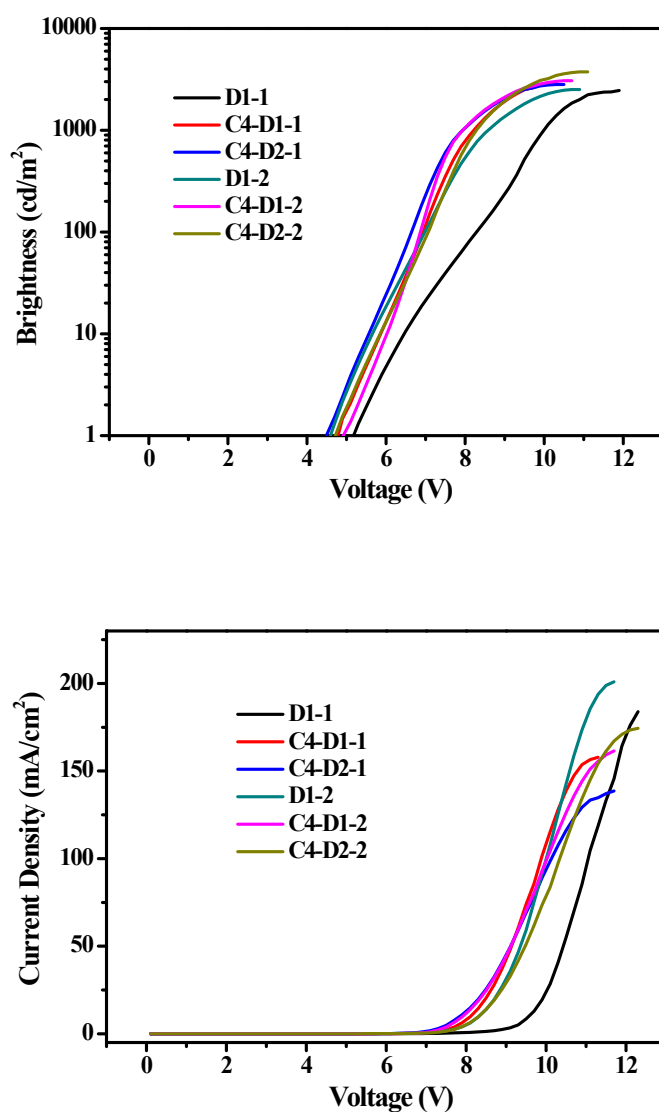 10000
1000
100
10
1
Brightness (cd/m²)
D1-1
C4-D1-1
C4-D2-1
D1-2
C4-D1-2
C4-D2-2
0 2 4 6 8 10 12
Voltage (V)
200
150
100
50
0
Current Density (mA/cm²)
D1-1
C4-D1-1
C4-D2-1
D1-2
C4-D1-2
C4-D2-2
0 2 4 6 8 10 12
Voltage (V)